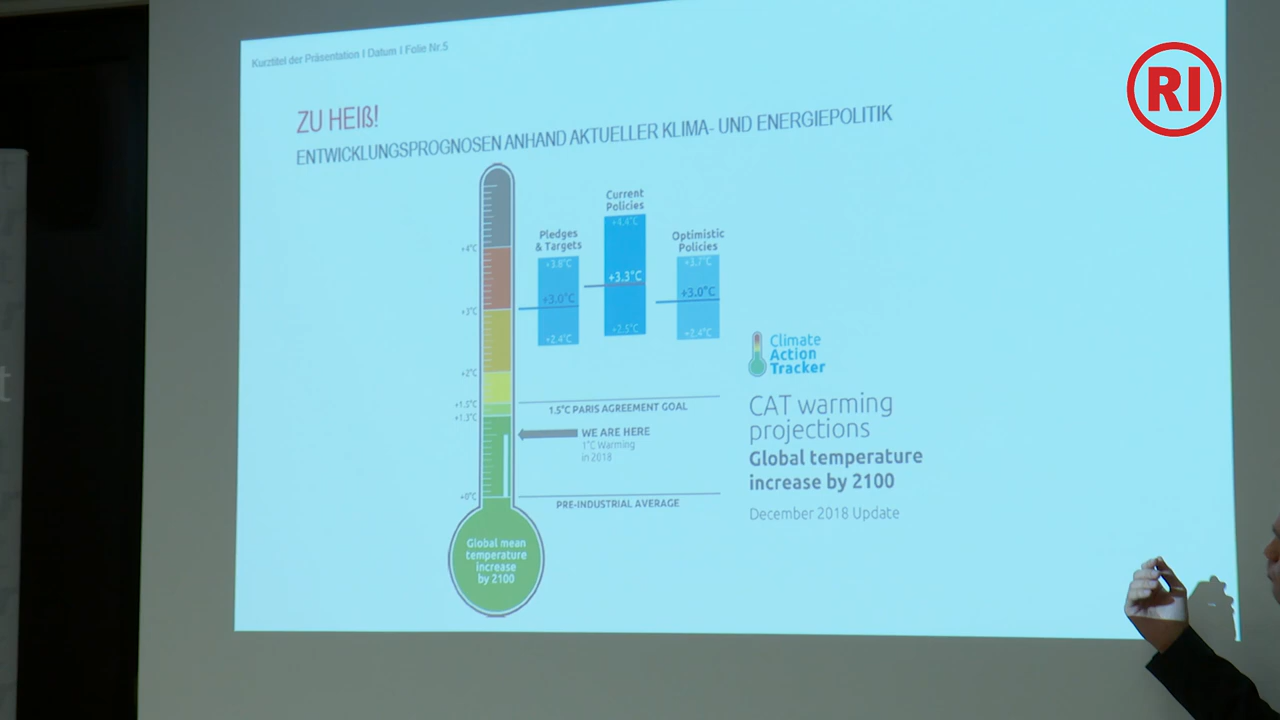 Kurztitel der Präsentation I Datum I Folie Nr.5
RI
ZU HEIß!
ENTWICKLUNGSPROGNOSEN ANHAND AKTUELLER KLIMA- UND ENERGIEPOLITIK
Current
Policies
Pledges
& Targets
Optimistic
Policies
+4.4°C
+3.8°C
+3.7°C
+3.3°C
+3.0°C
+3.0°C
+2.5°C
+2.4°C
+2.4°C
+4°C
+3°C
+2°C
+1.5°C
+1.3°C
+0°C
1.5°C PARIS AGREEMENT GOAL
WE ARE HERE
1°C Warming
in 2018
PRE-INDUSTRIAL AVERAGE
Global mean
temperature
increase
by 2100
Climate
Action
Tracker
CAT warming
projections
Global temperature
increase by 2100
December 2018 Update
t